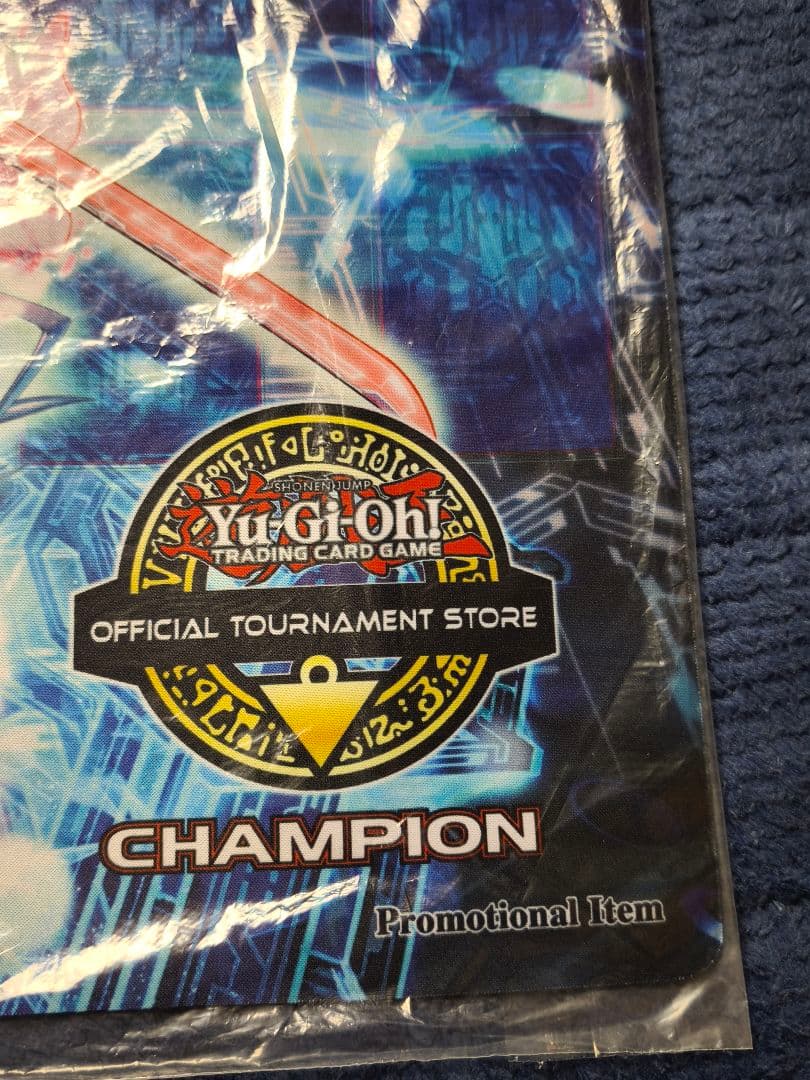 SHONEN JUMP
Yu-Gi-Oh!
TRADING CARD GAME
OFFICIAL TOURNAMENT STORE
CHAMPION
Promotional Item